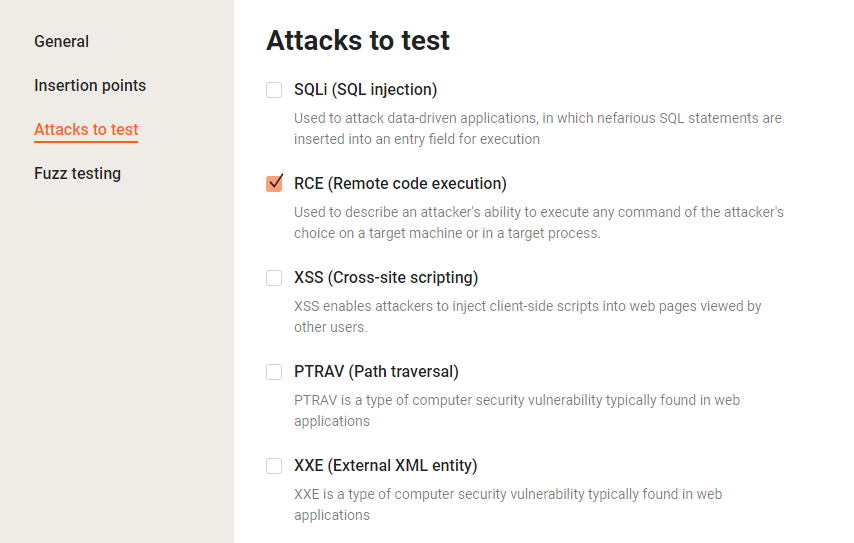 General
Insertion points
Attacks to test
Fuzz testing
Attacks to test
SQLi (SQL injection)
Used to attack data-driven applications, in which nefarious SQL statements are
inserted into an entry field for execution
RCE (Remote code execution)
Used to describe an attacker's ability to execute any command of the attacker's
choice on a target machine or in a target process.
XSS (Cross-site scripting)
XSS enables attackers to inject client-side scripts into web pages viewed by
other users.
PTRAV (Path traversal)
PTRAV is a type of computer security vulnerability typically found in web
applications
XXE (External XML entity)
XXE is a type of computer security vulnerability typically found in web
applications